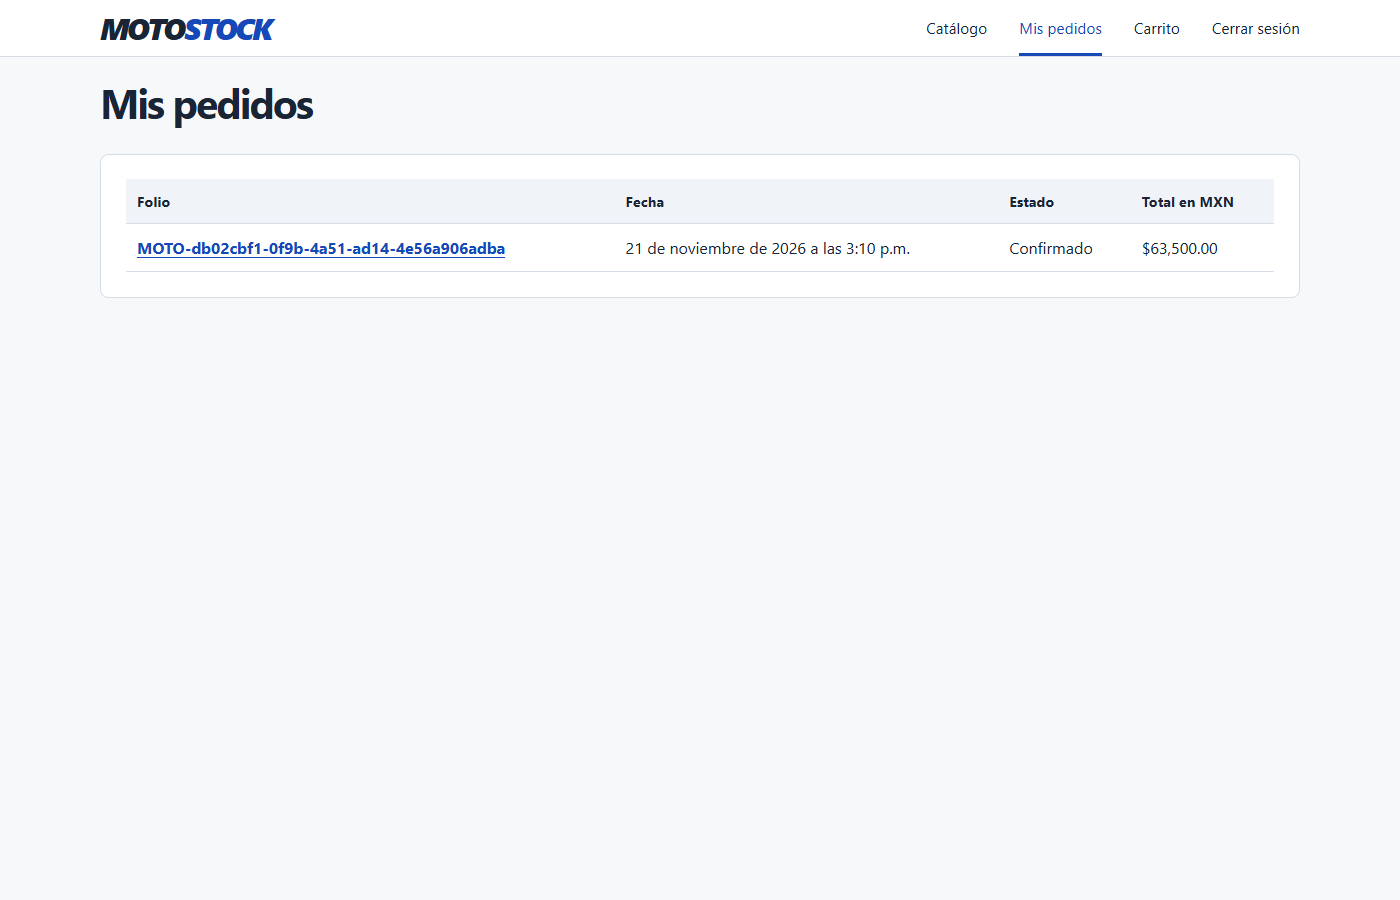 MOTOSTOCK Catálogo Mis pedidos Carrito Cerrar sesión
Mis pedidos
Folio Fecha Estado Total en MXN
MOTO-db02cbf1-0f9b-4a51-ad14-4e56a906adba 21 de noviembre de 2026 a las 3:10 p.m. Confirmado $63,500.00